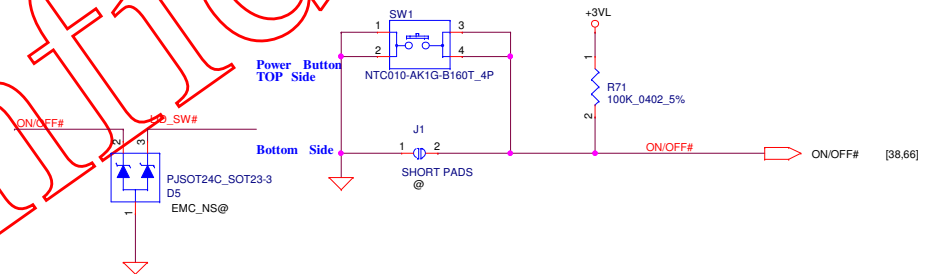 SW1
+3VL
1
3
2
4
Power Button
TOP Side
NTC010-AK1G-B160T_4P
1
R71
100K_0402_5%
2
ON/OFF#
J1
Bottom Side
1
2
ON/OFF#
ON/OFF#
[38,66]
2
3
SHORT PADS
@
PJSOT24C_SOT23-3
D5
EMC_NS@
1